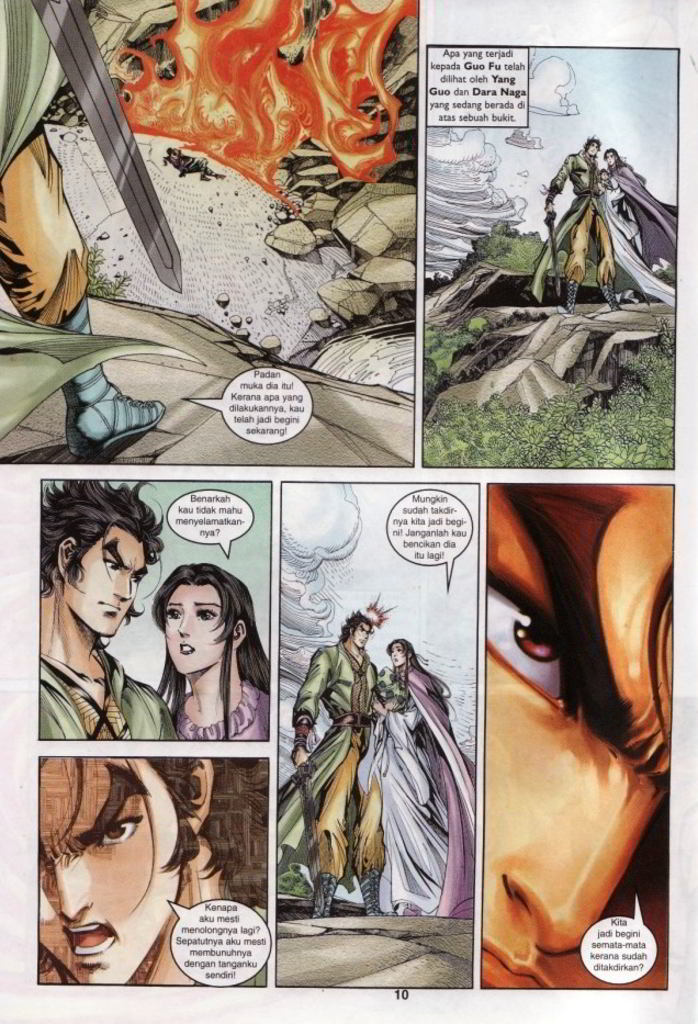 Apa yang terjadi
kepada Guo Fu telah
dilihat oleh Yang
Guo dan Dara Naga
yang sedang berada di
atas sebuah bukit.
Padan
muka dia itu!
Kerana apa yang
dilakukannya, kau
telah jadi begini
sekarang!
Benarkah
kau tidak mahu
menyelamatkan-
nya?
Mungkin
sudah takdir-
nya kita jadi begi-
ni! Janganlah kau
bencikan dia
itu lagi!
Kenapa
aku mesti
menolongnya lagi?
Sepatutnya aku mesti
membunuhnya
dengan tanganku
sendiri!
Kita
jadi begini
semata-mata
kerana sudah
ditakdirkan?
10